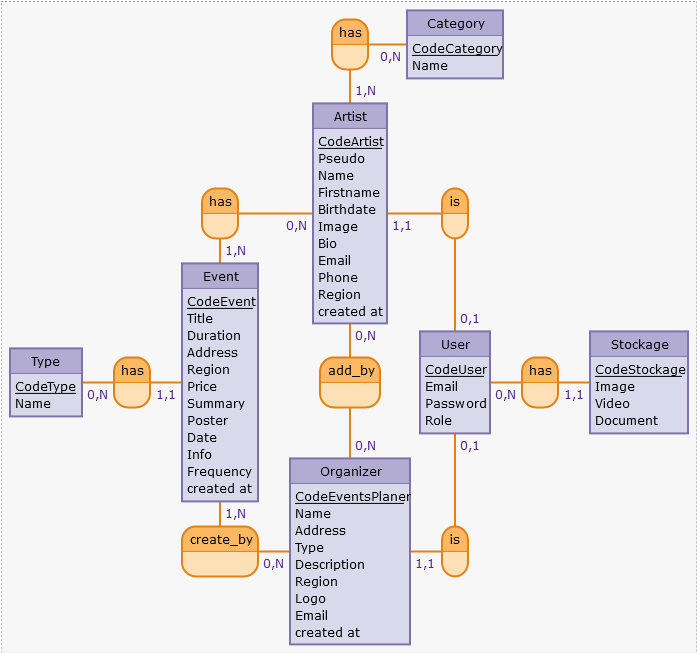 has
Category
CodeCategory
Name
0,N
1,N
Artist
CodeArtist
Pseudo
Name
Firstname
Birthdate
Image
Bio
Email
Phone
Region
created at
has
0,N
1,N
is
1,1
0,1
Event
CodeEvent
Title
Duration
Address
Region
Price
Summary
Poster
Date
Info
Frequency
created at
Type
CodeType
Name
has
0,N
1,1
0,N
add_by
0,N
User
CodeUser
Email
Password
Role
has
0,N
1,1
Stockage
CodeStockage
Image
Video
Document
0,1
Organizer
CodeEventsPlaner
Name
Address
Type
Description
Region
Logo
Email
created at
1,N
create_by
0,N
is
1,1